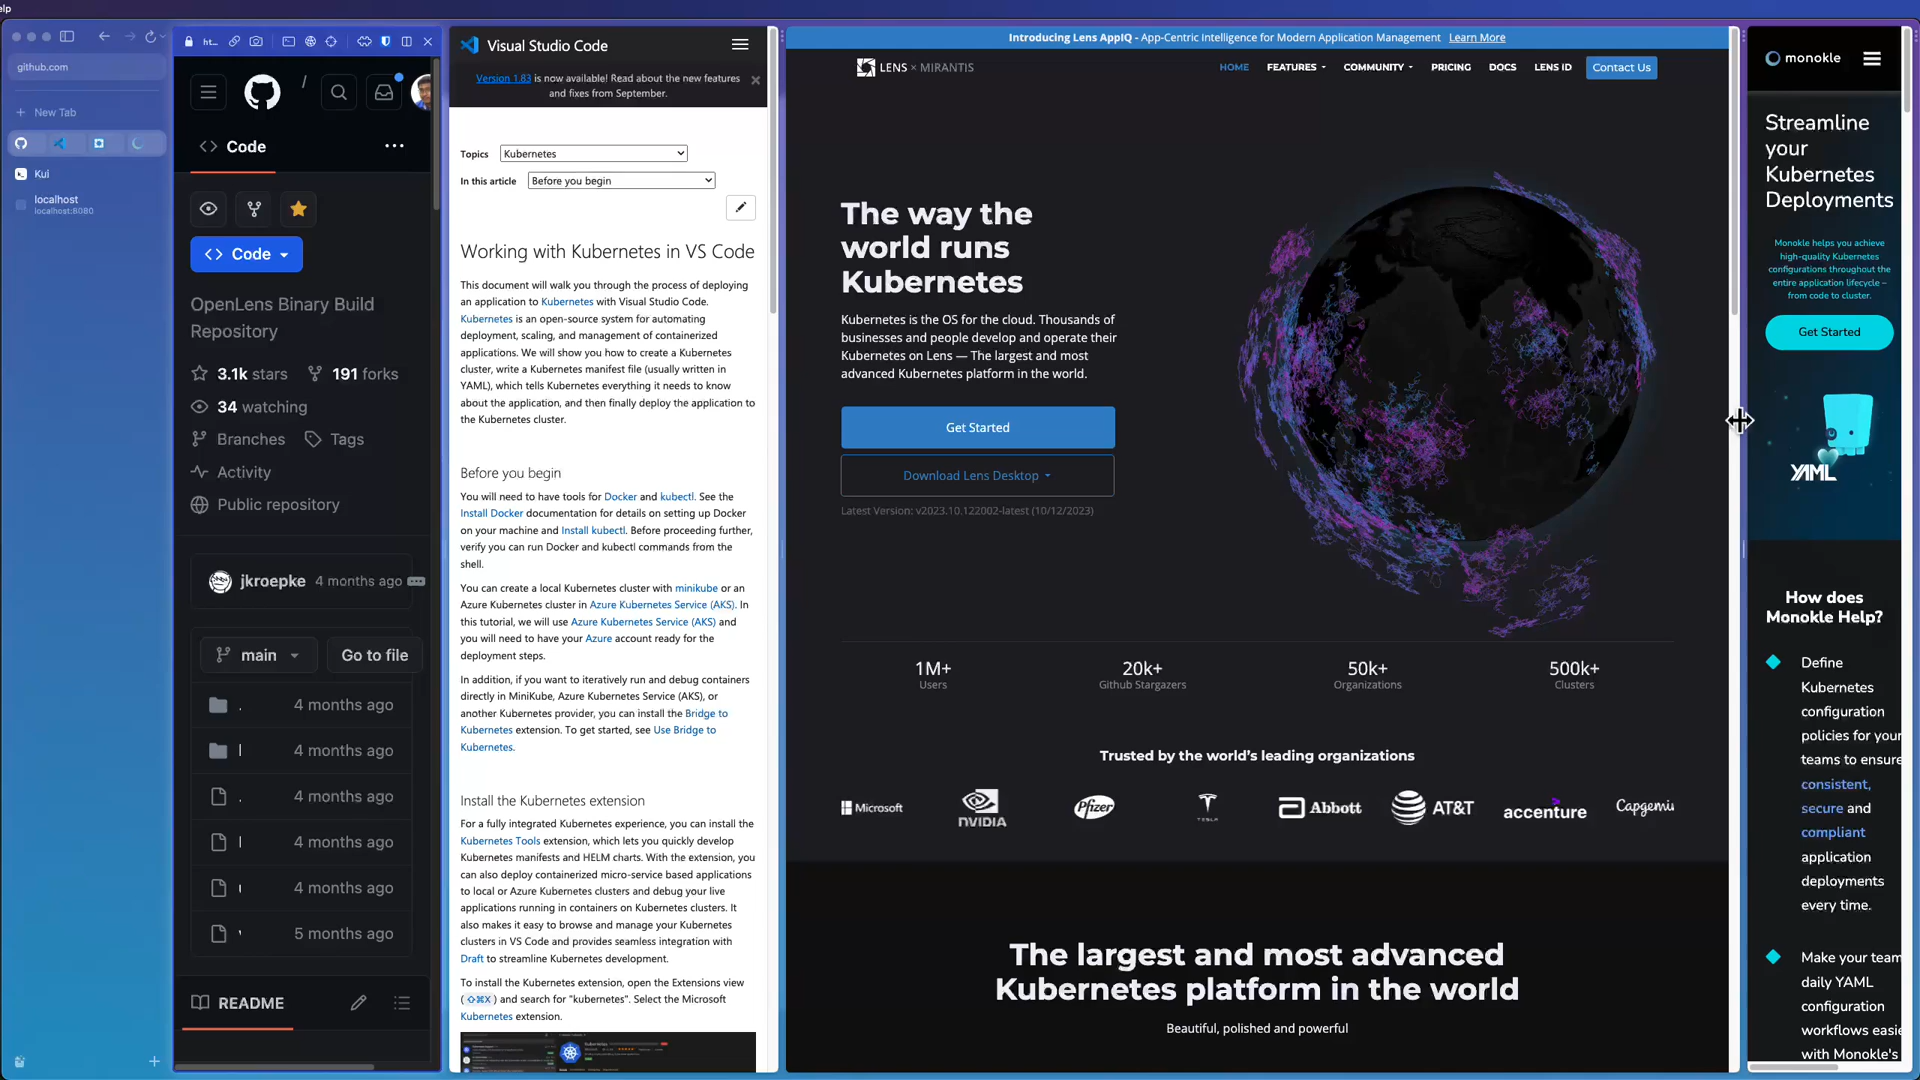 elp
github.com
New Tab
Kui
localhost
localhost:8080
ht...
/
Code
Code
OpenLens Binary Build
Repository
3.1k stars
191 forks
34 watching
Branches
Tags
Activity
Public repository
jkroepke
4 months ago
main
Go to file
4 months ago
4 months ago
4 months ago
4 months ago
4 months ago
5 months ago
README
Visual Studio Code
Version 1.83 is now available! Read about the new features
and fixes from September.
Topics
Kubernetes
In this article
Before you begin
Working with Kubernetes in VS Code
This document will walk you through the process of deploying
an application to Kubernetes with Visual Studio Code.
Kubernetes is an open-source system for automating
deployment, scaling, and management of containerized
applications. We will show you how to create a Kubernetes
cluster, write a Kubernetes manifest file (usually written in
YAML), which tells Kubernetes everything it needs to know
about the application, and then finally deploy the application to
the Kubernetes cluster.
Before you begin
You will need to have tools for Docker and kubectl. See the
Install Docker documentation for details on setting up Docker
on your machine and Install kubectl. Before proceeding further,
verify you can run Docker and kubectl commands from the
shell.
You can create a local Kubernetes cluster with minikube or an
Azure Kubernetes cluster in Azure Kubernetes Service (AKS). In
this tutorial, we will use Azure Kubernetes Service (AKS) and
you will need to have your Azure account ready for the
deployment steps.
In addition, if you want to iteratively run and debug containers
directly in MiniKube, Azure Kubernetes Service (AKS), or
another Kubernetes provider, you can install the Bridge to
Kubernetes extension. To get started, see Use Bridge to
Kubernetes.
Install the Kubernetes extension
For a fully integrated Kubernetes experience, you can install the
Kubernetes Tools extension, which lets you quickly develop
Kubernetes manifests and HELM charts. With the extension, you
can also deploy containerized micro-service based applications
to local or Azure Kubernetes clusters and debug your live
applications running in containers on Kubernetes clusters. It
also makes it easy to browse and manage your Kubernetes
clusters in VS Code and provides seamless integration with
Draft to streamline Kubernetes development.
To install the Kubernetes extension, open the Extensions view
(⇧⌘X) and search for "kubernetes". Select the Microsoft
Kubernetes extension.
Introducing Lens AppIQ - App-Centric Intelligence for Modern Application Management Learn More
LENS × MIRANTIS
HOME
FEATURES
COMMUNITY
PRICING
DOCS
LENS ID
Contact Us
The way the
world runs
Kubernetes
Kubernetes is the OS for the cloud. Thousands of
businesses and people develop and operate their
Kubernetes on Lens — The largest and most
advanced Kubernetes platform in the world.
Get Started
Download Lens Desktop
Latest Version: v2023.10.122002-latest (10/12/2023)
1M+
Users
20k+
Github Stargazers
50k+
Organizations
500k+
Clusters
Trusted by the world's leading organizations
Microsoft
NVIDIA
Pfizer
TESLA
Abbott
AT&T
accenture
Capgemi
The largest and most advanced
Kubernetes platform in the world
Beautiful, polished and powerful
monokle
Streamline
your
Kubernetes
Deployments
Monokle helps you achieve
high-quality Kubernetes
configurations throughout the
entire application lifecycle –
from code to cluster.
Get Started
YAML
How does
Monokle Help?
Define
Kubernetes
configuration
policies for your
teams to ensure
consistent,
secure and
compliant
application
deployments
every time.
Make your team
daily YAML
configuration
workflows easie
with Monokle's